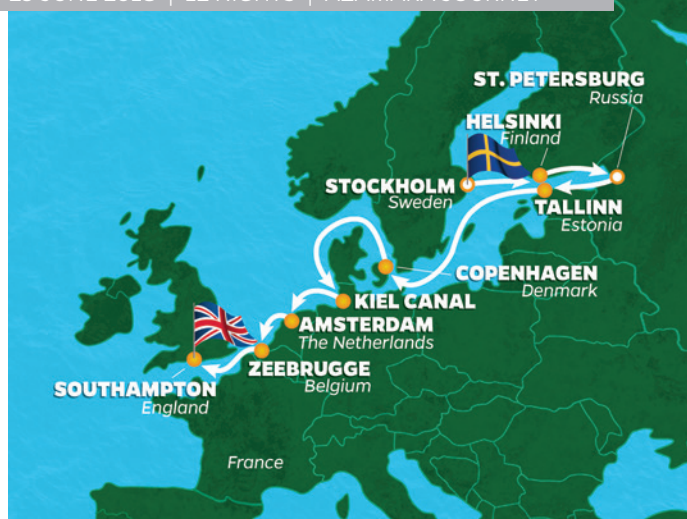 ST. PETERSBURG
Russia
HELSINKI
Finland
STOCKHOLM
Sweden
TALLINN
Estonia
COPENHAGEN
Denmark
KIEL CANAL
AMSTERDAM
The Netherlands
ZEEBRUGGE
Belgium
SOUTHAMPTON
England
France